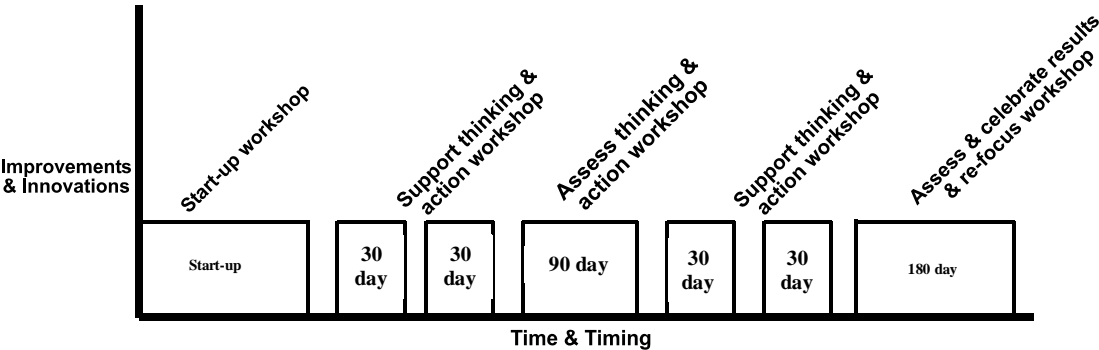 Start-up workshop
Support thinking &
action workshop
Assess thinking &
action workshop
Support thinking &
action workshop
Assess & celebrate results
& re-focus workshop
Improvements
& Innovations
Start-up
30
day
30
day
90 day
30
day
30
day
180 day
Time & Timing